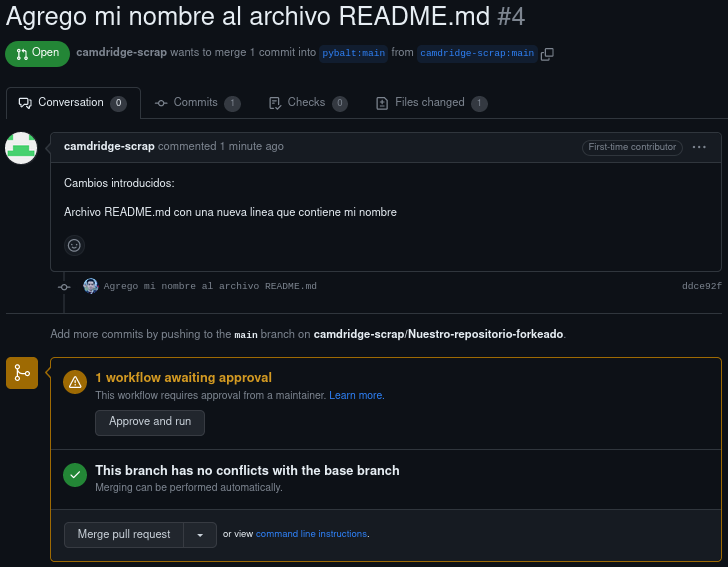 Agrego mi nombre al archivo README.md #4
Open camdridge-scrap wants to merge 1 commit into pybalt:main from camdridge-scrap:main
Conversation 0 Commits 1 Checks 0 Files changed 1
camdridge-scrap commented 1 minute ago First-time contributor
Cambios introducidos:
Archivo README.md con una nueva linea que contiene mi nombre
Agrego mi nombre al archivo README.md ddce92f
Add more commits by pushing to the main branch on camdridge-scrap/Nuestro-repositorio-forkeado.
1 workflow awaiting approval
This workflow requires approval from a maintainer. Learn more.
Approve and run
This branch has no conflicts with the base branch
Merging can be performed automatically.
Merge pull request or view command line instructions.